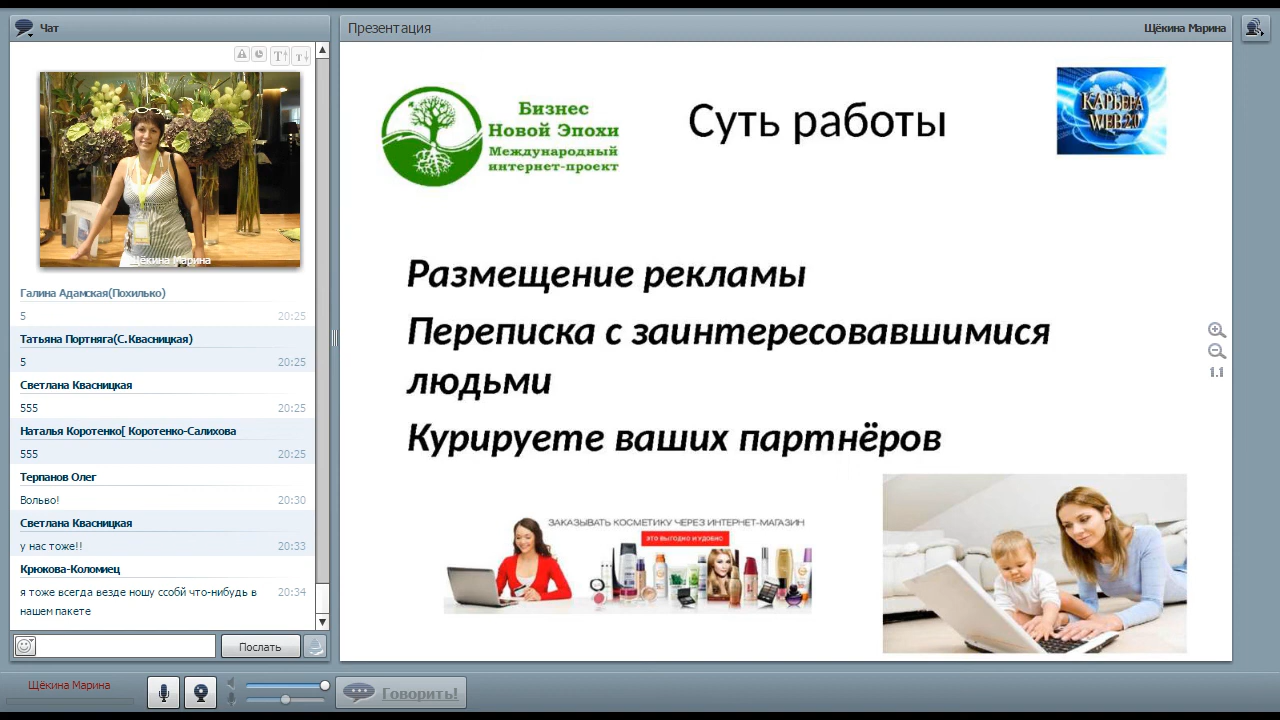 Чат
Щёкина Марина
Галина Адамская(Похилько)
5 20:25
Татьяна Портняга(С.Квасницкая)
5 20:25
Светлана Квасницкая
555 20:25
Наталья Коротенко[ Коротенко-Салихова
555 20:25
Терпанов Олег
Вольво! 20:30
Светлана Квасницкая
у нас тоже!! 20:33
Крюкова-Коломиец
я тоже всегда везде ношу ссобй что-нибудь в 20:34
нашем пакете
Послать
Щёкина Марина
Говорить!
Презентация
Щёкина Марина
Бизнес
Новой Эпохи
Международный
интернет-проект
Суть работы
КАРЬЕРА
WEB 2.0
Размещение рекламы
Переписка с заинтересовавшимися
людьми
Курируете ваших партнёров
ЗАКАЗЫВАТЬ КОСМЕТИКУ ЧЕРЕЗ ИНТЕРНЕТ-МАГАЗИН
ЭТО ВЫГОДНО И УДОБНО
1.1